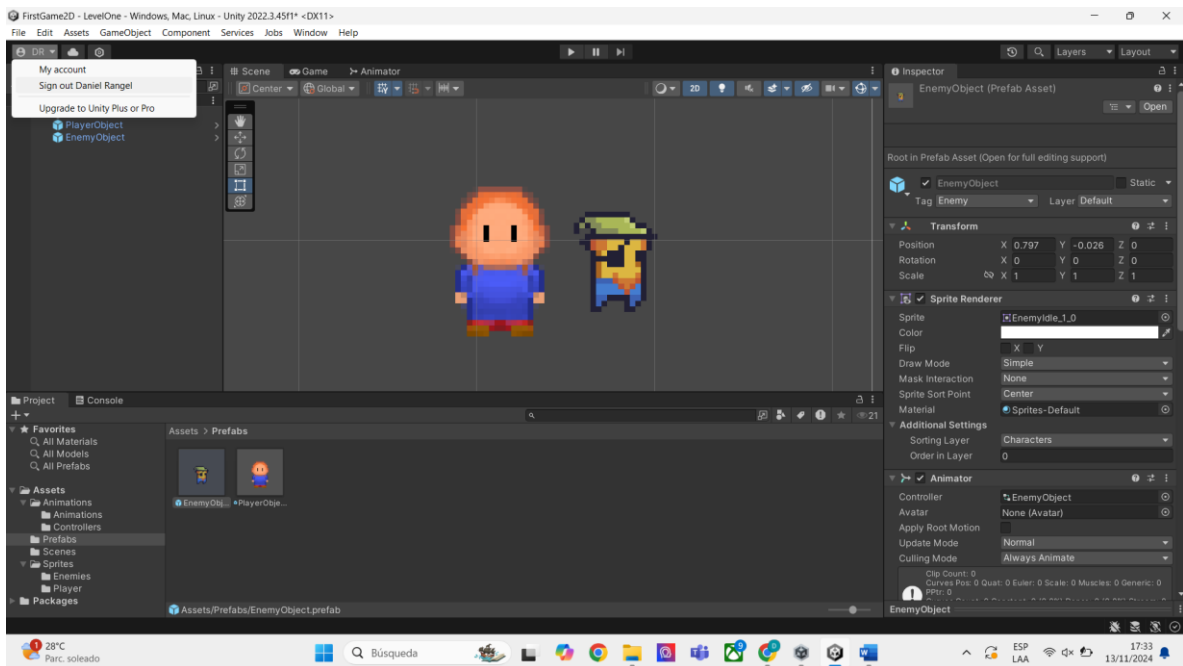 FirstGame2D - LevelOne - Windows, Mac, Linux - Unity 2022.3.45f1* <DX11>
File Edit Assets GameObject Component Services Jobs Window Help
DR Layers Layout
My account
Sign out Daniel Rangel
Upgrade to Unity Plus or Pro
PlayerObject
EnemyObject
Scene Game Animator
Center Global 2D
Inspector
EnemyObject (Prefab Asset)
Open
Root in Prefab Asset (Open for full editing support)
EnemyObject Static
Tag Enemy Layer Default
Transform
Position X 0.797 Y -0.026 Z 0
Rotation X 0 Y 0 Z 0
Scale X 1 Y 1 Z 1
Sprite Renderer
Sprite EnemyIdle_1_0
Color
Flip X Y
Draw Mode Simple
Mask Interaction None
Sprite Sort Point Center
Material Sprites-Default
Additional Settings
Sorting Layer Characters
Order in Layer 0
Animator
Controller EnemyObject
Avatar None (Avatar)
Apply Root Motion
Update Mode Normal
Culling Mode Always Animate
Clip Count: 0
Curves Pos: 0 Quat: 0 Euler: 0 Scale: 0 Muscles: 0 Generic: 0
PPtr: 0
EnemyObject
Project Console
21
Favorites
All Materials
All Models
All Prefabs
Assets
Animations
Animations
Controllers
Prefabs
Scenes
Sprites
Enemies
Player
Packages
Assets > Prefabs
EnemyObj... PlayerObje...
Assets/Prefabs/EnemyObject.prefab
28°C
Parc. soleado
Búsqueda
ESP
LAA
17:33
13/11/2024